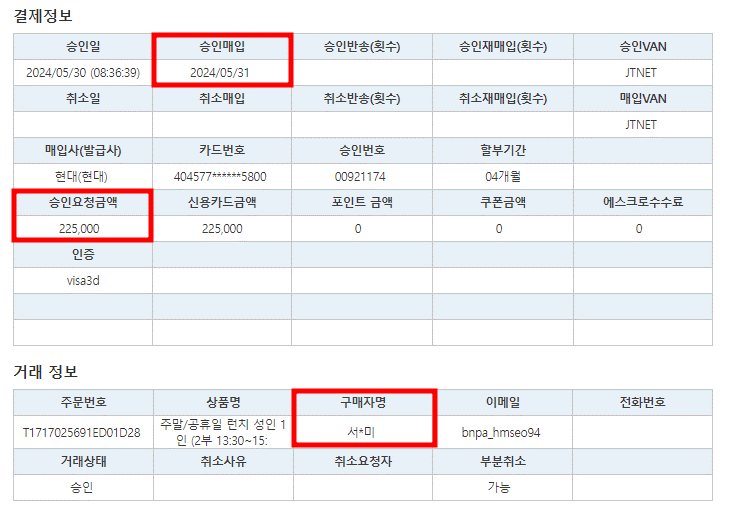 결제정보
승인일 승인매입 승인반송(횟수) 승인재매입(횟수) 승인VAN
2024/05/30 (08:36:39) 2024/05/31 JTNET
취소일 취소매입 취소반송(횟수) 취소재매입(횟수) 매입VAN
JTNET
매입사(발급사) 카드번호 승인번호 할부기간
현대(현대) 404577******5800 00921174 04개월
승인요청금액 신용카드금액 포인트 금액 쿠폰금액 에스크로수수료
225,000 225,000 0 0 0
인증
visa3d
거래 정보
주문번호 상품명 구매자명 이메일 전화번호
T1717025691ED01D28 주말/공휴일 런치 성인 1 서*미 bnpa_hmseo94
인 (2부 13:30~15:
거래상태 취소사유 취소요청자 부분취소
승인 가능